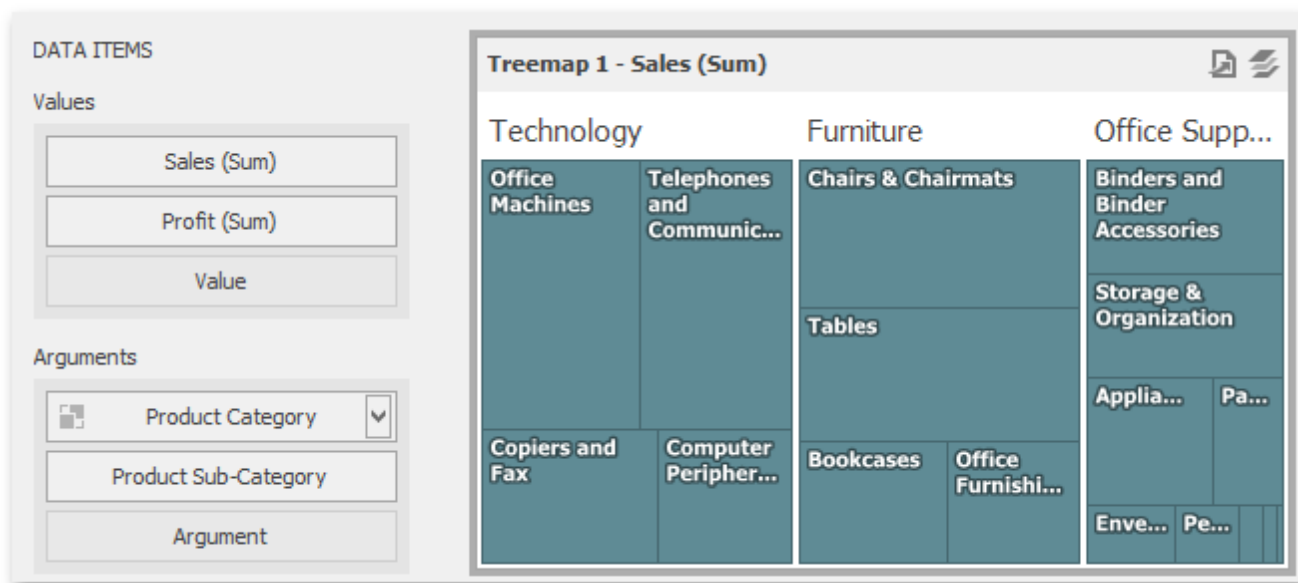 DATA ITEMS
Values
Sales (Sum)
Profit (Sum)
Value
Arguments
Product Category
Product Sub-Category
Argument
Treemap 1 - Sales (Sum)
Technology
Furniture
Office Supp...
Office
Machines
Telephones
and
Communic...
Chairs & Chairmats
Binders and
Binder
Accessories
Storage &
Organization
Tables
Applia...
Pa...
Copiers and
Fax
Computer
Peripher...
Bookcases
Office
Furnishi...
Enve...
Pe...